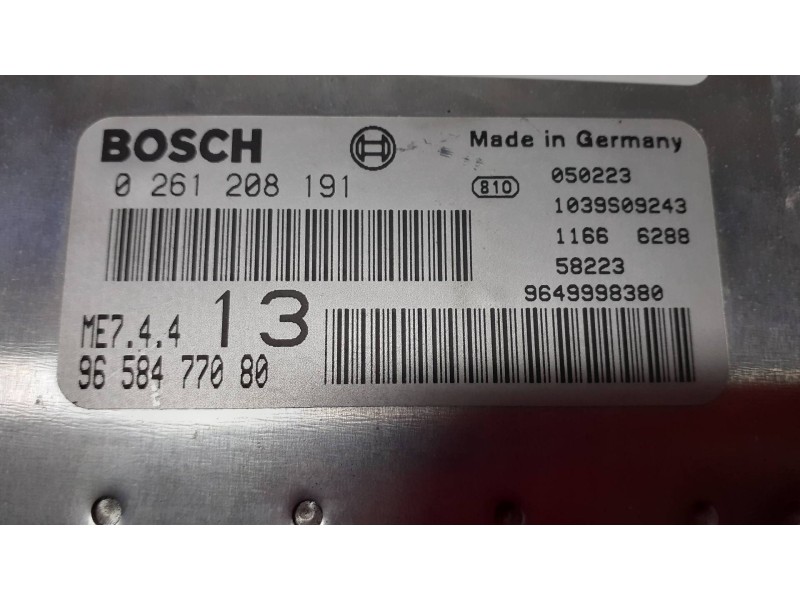 BOSCH Made in Germany
0 261 208 191 810 050223
1039S09243
1166 6288
58223
9649998380
ME7.4.4 13
96 584 770 80